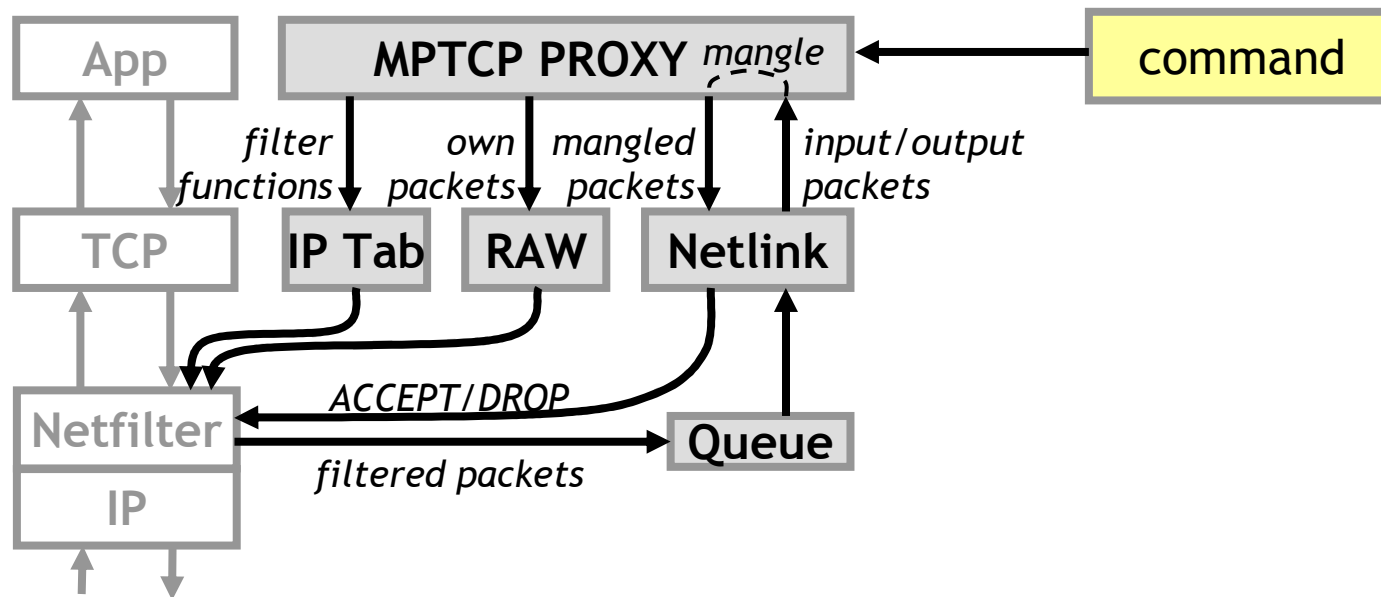 App
MPTCP PROXY
mangle
command
filter
functions
own
packets
mangled
packets
input/output
packets
TCP
IP Tab
RAW
Netlink
ACCEPT/DROP
Netfilter
Queue
filtered packets
IP